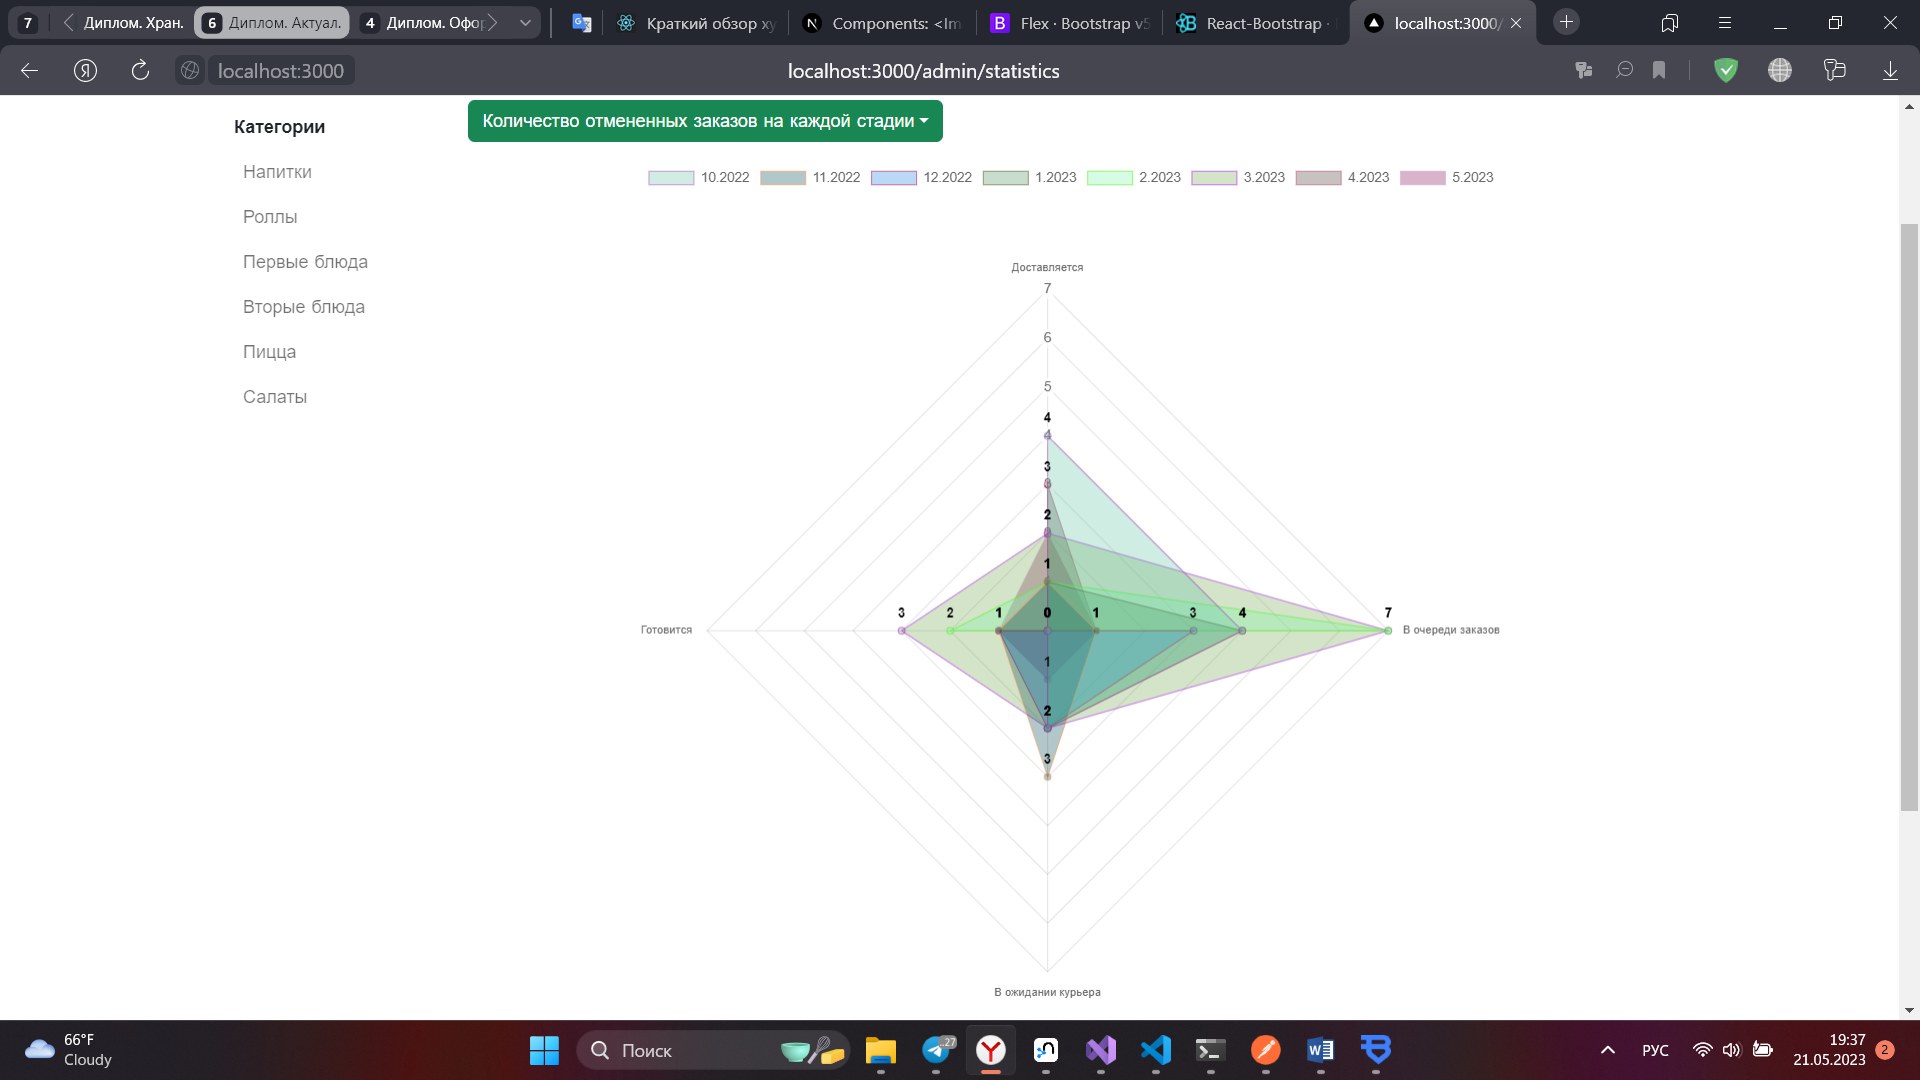 7 Диплом. Хран. 6 Диплом. Актуал. 4 Диплом. Офор Краткий обзор ху Components: <Im Flex · Bootstrap v5 React-Bootstrap · localhost:3000/
localhost:3000 localhost:3000/admin/statistics
Категории
Напитки
Роллы
Первые блюда
Вторые блюда
Пицца
Салаты
Количество отмененных заказов на каждой стадии
10.2022 11.2022 12.2022 1.2023 2.2023 3.2023 4.2023 5.2023
Доставляется
7
6
5
4
4
3
3
2
1
Готовится 3 2 1 0 1 3 4 7 В очереди заказов
1
2
3
В ожидании курьера
66°F
Cloudy
Поиск
..27
РУС
19:37
21.05.2023
2